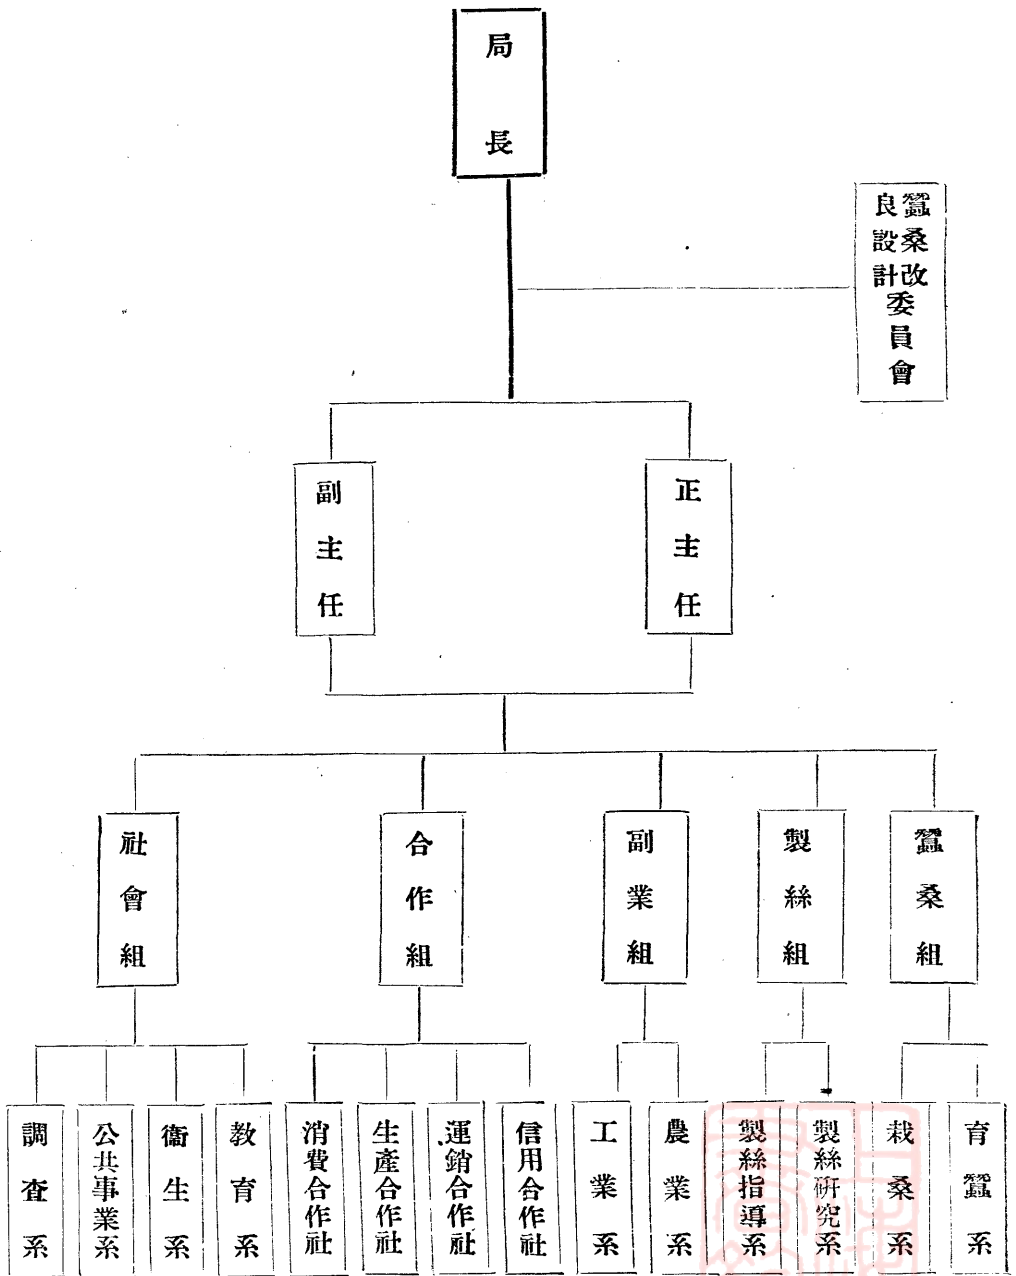 局長
蠶桑改良設計委員會
正主任
副主任
蠶桑組
製絲組
副業組
合作組
社會組
育蠶系
栽桑系
製絲硏究系
製絲指導系
農業系
工業系
信用合作社
運銷合作社
生產合作社
消費合作社
敎育系
衞生系
公共事業系
調查系